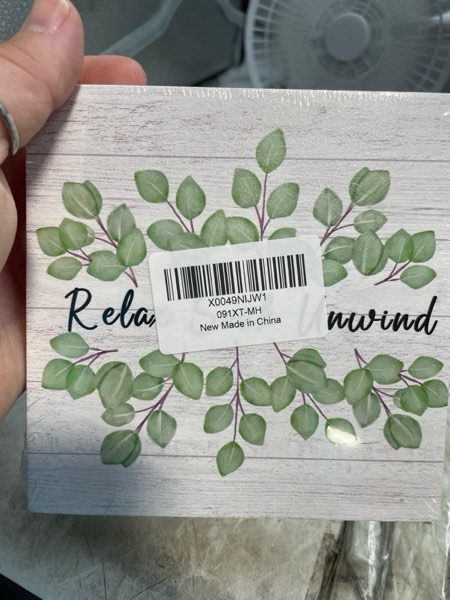 Rela
nwind
X0049NIJW1
091XT-MH
New Made in China